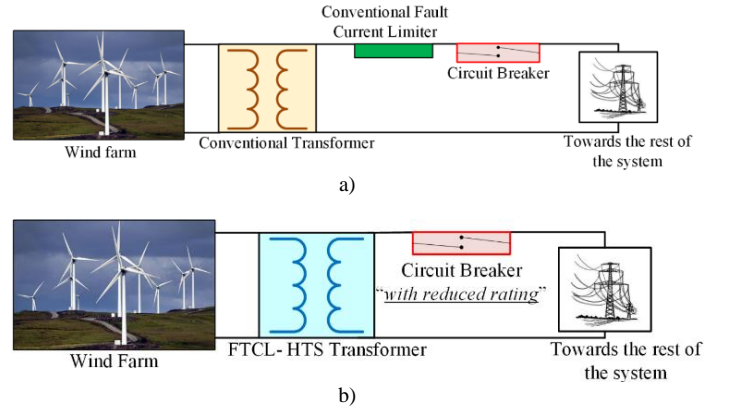 Conventional Fault
Current Limiter
Circuit Breaker
Wind farm
Conventional Transformer
Towards the rest of
the system
a)
Circuit Breaker
“with reduced rating”
Wind Farm
FTCL- HTS Transformer
Towards the rest of
the system
b)